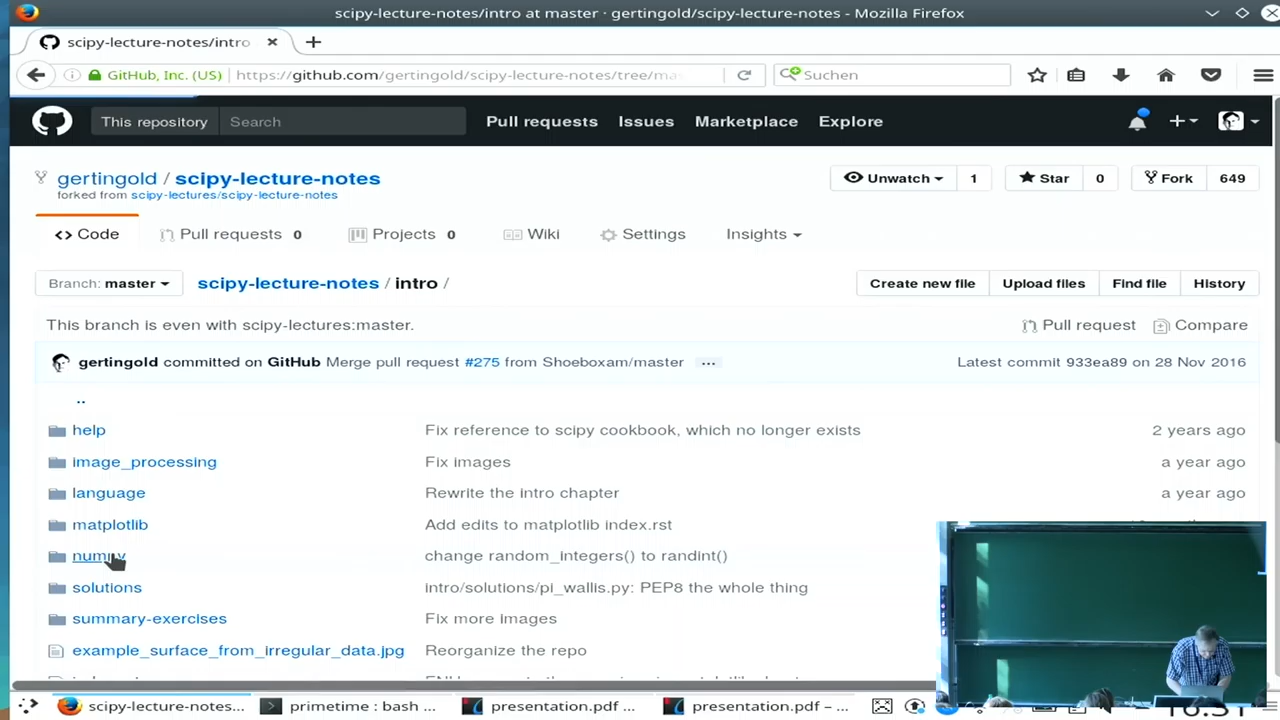 scipy-lecture-notes/intro at master · gertingold/scipy-lecture-notes - Mozilla Firefox
scipy-lecture-notes/intro
GitHub, Inc. (US) https://github.com/gertingold/scipy-lecture-notes/tree/ma
Suchen
This repository Search Pull requests Issues Marketplace Explore
gertingold / scipy-lecture-notes
Unwatch 1 Star 0 Fork 649
forked from scipy-lectures/scipy-lecture-notes
<> Code Pull requests 0 Projects 0 Wiki Settings Insights
Branch: master scipy-lecture-notes / intro / Create new file Upload files Find file History
This branch is even with scipy-lectures:master. Pull request Compare
gertingold committed on GitHub Merge pull request #275 from Shoeboxam/master ... Latest commit 933ea89 on 28 Nov 2016
..
help Fix reference to scipy cookbook, which no longer exists 2 years ago
image_processing Fix images a year ago
language Rewrite the intro chapter a year ago
matplotlib Add edits to matplotlib index.rst
numpy change random_integers() to randint()
solutions intro/solutions/pi_wallis.py: PEP8 the whole thing
summary-exercises Fix more images
example_surface_from_irregular_data.jpg Reorganize the repo
scipy-lecture-notes... primetime : bash ... presentation.pdf ... presentation.pdf – ...